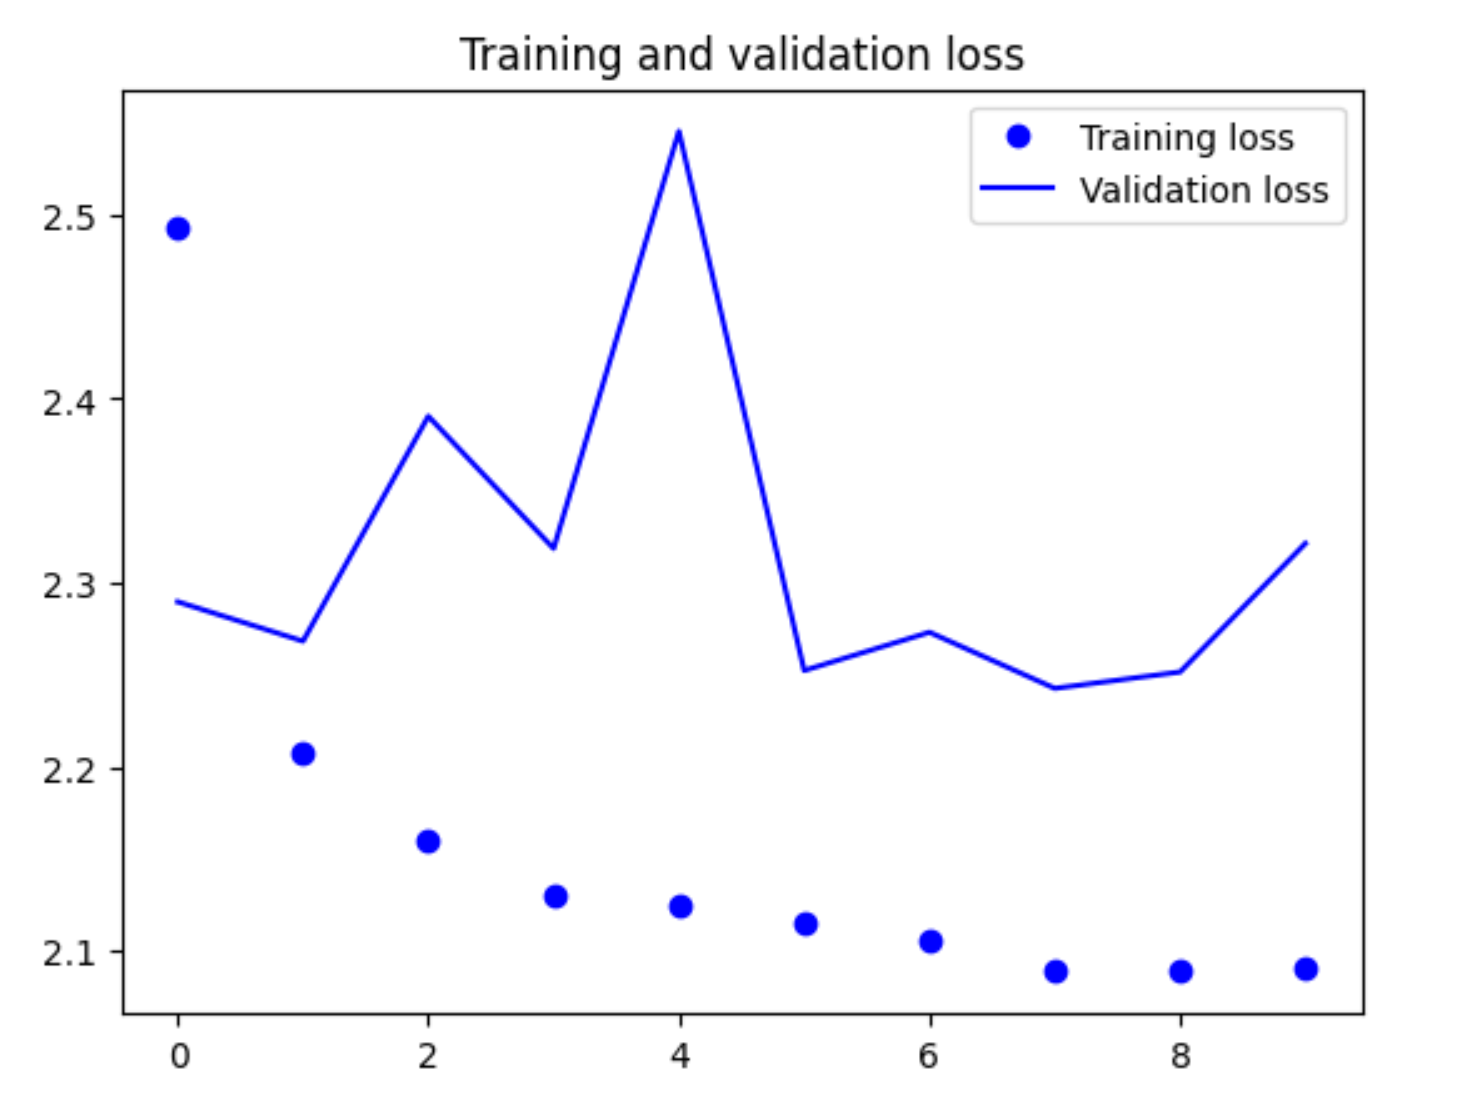 Training and validation loss
Training loss
Validation loss
2.5
2.4
2.3
2.2
2.1
0 2 4 6 8